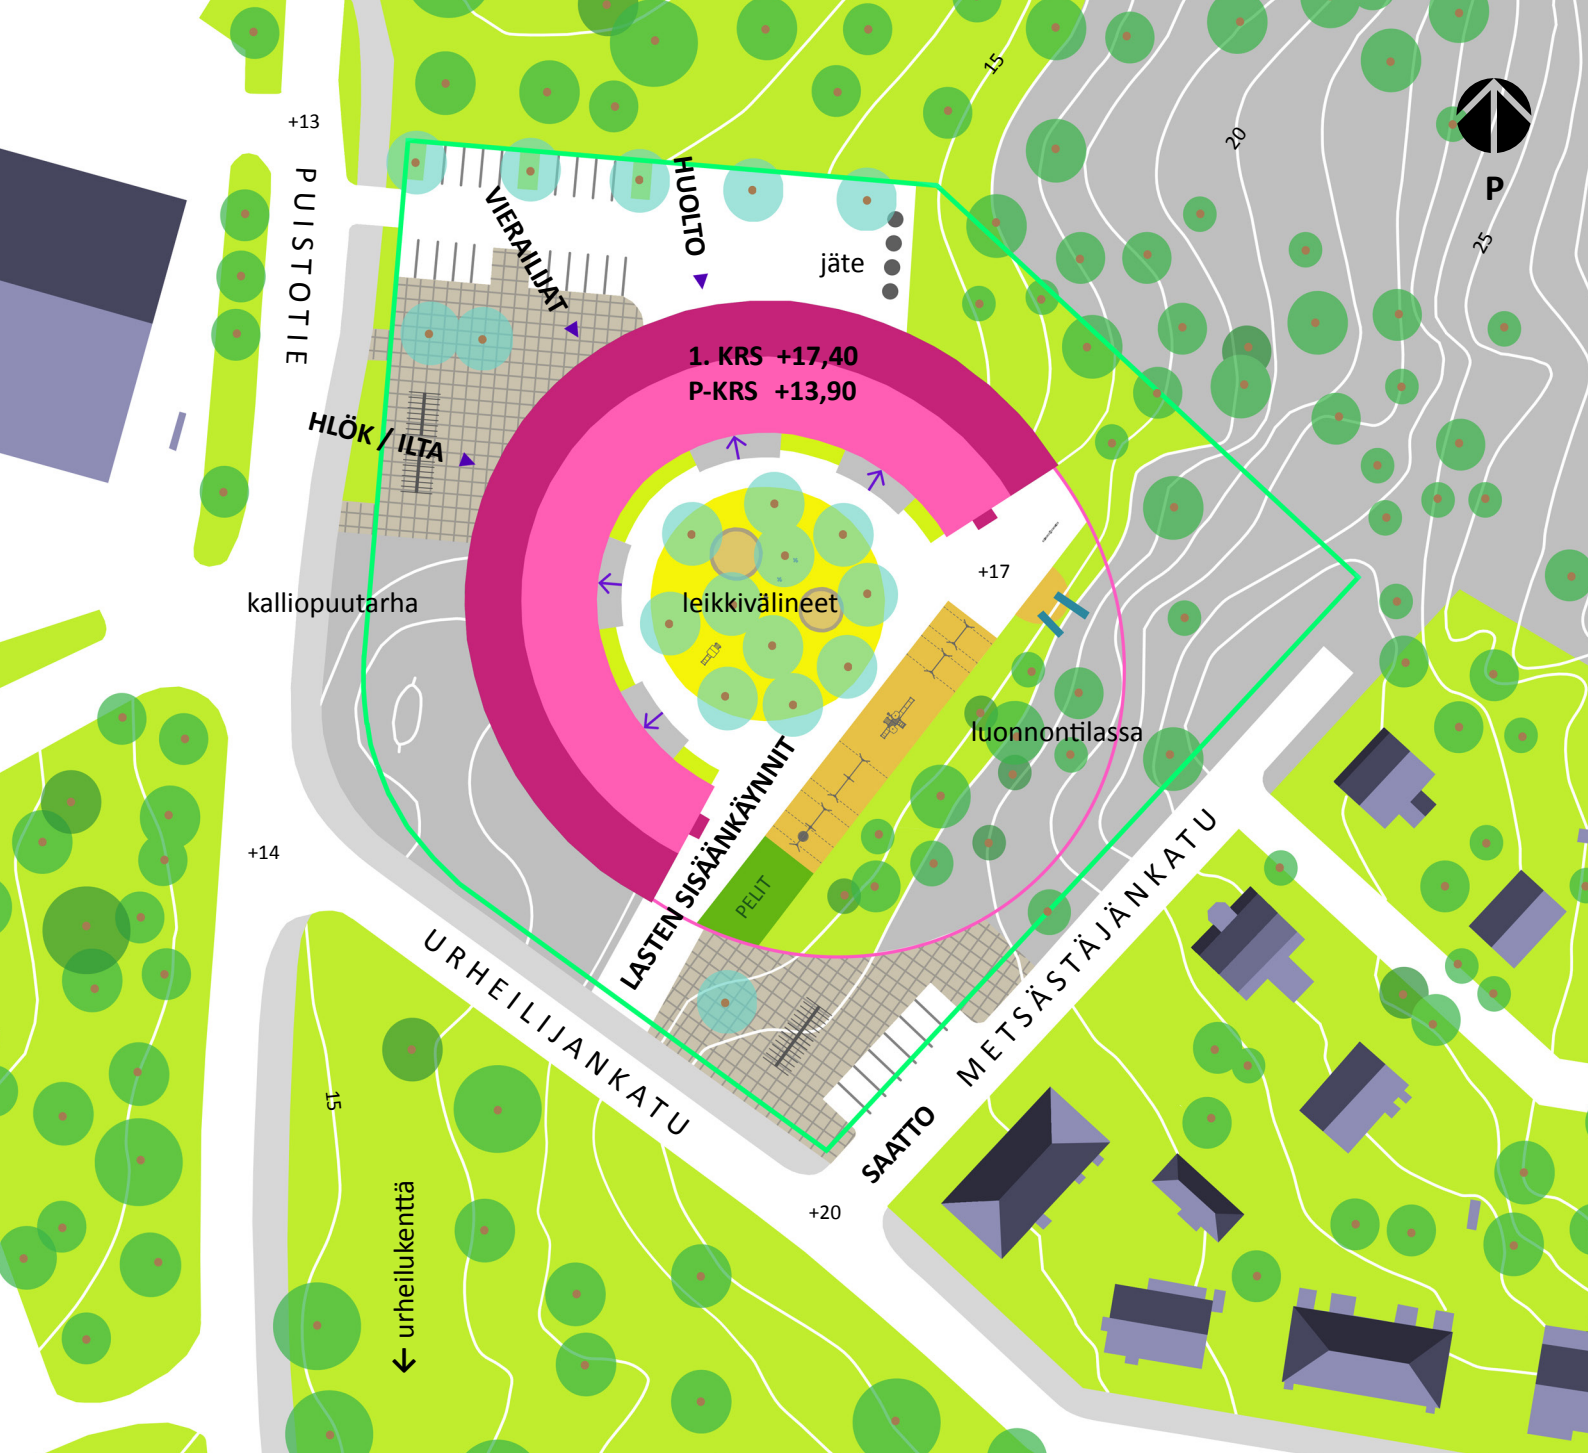 15
+13
20
P
PUISTOTIE
HUOLTO
VIERAILIJAT
25
jäte
1. KRS +17,40
P-KRS +13,90
HLÖK / ILTA
+17
kalliopuutarha
leikkivälineet
luonnontilassa
+14
LASTEN SISÄÄNKÄYNNIT
PELIT
URHEILIJANKATU
METSÄSTÄJÄNKATU
15
SAATTO
+20
← urheilukenttä